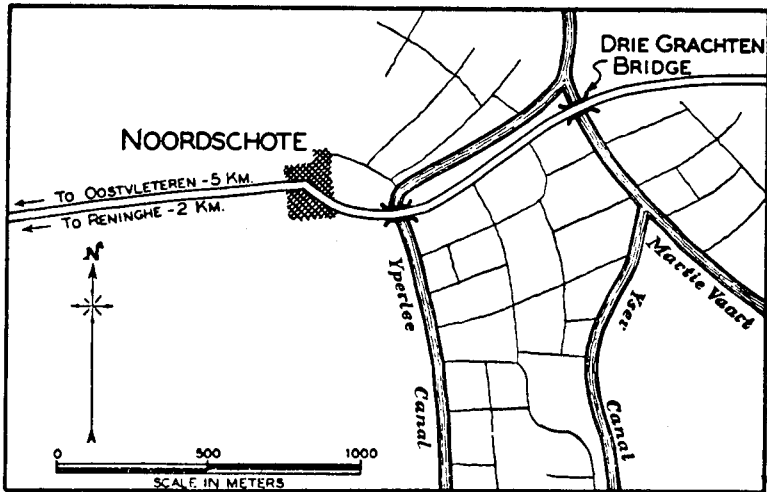 DRIE GRACHTEN
BRIDGE
NOORDSCHOTE
← TO OOSTVLETEREN -5 KM.
← TO RENINGHE -2 KM.
N
Yperlee
Canal
Yser
Canal
Martie Vaart
0 500 1000
SCALE IN METERS